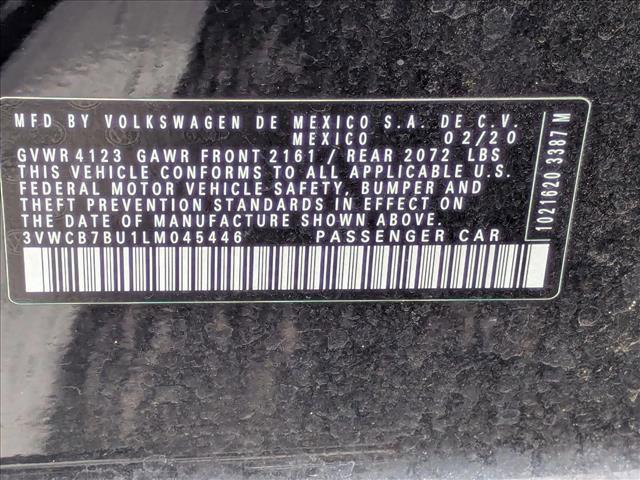 MFD BY VOLKSWAGEN DE MEXICO S.A. DE C.V.
MEXICO 02/20
GVWR 4123 GAWR FRONT 2161 / REAR 2072 LBS
THIS VEHICLE CONFORMS TO ALL APPLICABLE U.S.
FEDERAL MOTOR VEHICLE SAFETY, BUMPER AND
THEFT PREVENTION STANDARDS IN EFFECT ON
THE DATE OF MANUFACTURE SHOWN ABOVE.
3VWCB7BU1LM045446 PASSENGER CAR
1021620 3387 M